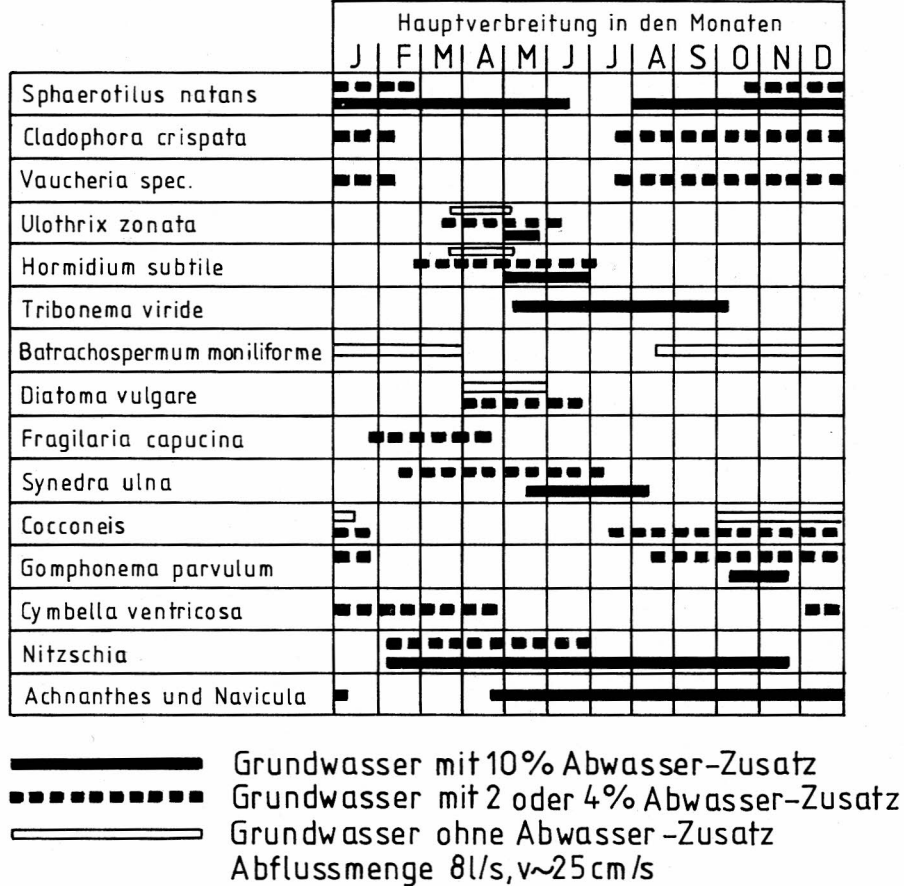 Hauptverbreitung in den Monaten
J F M A M J J A S O N D
Sphaerotilus natans
Cladophora crispata
Vaucheria spec.
Ulothrix zonata
Hormidium subtile
Tribonema viride
Batrachospermum moniliforme
Diatoma vulgare
Fragilaria capucina
Synedra ulna
Cocconeis
Gomphonema parvulum
Cymbella ventricosa
Nitzschia
Achnanthes und Navicula
Grundwasser mit 10% Abwasser-Zusatz
Grundwasser mit 2 oder 4% Abwasser-Zusatz
Grundwasser ohne Abwasser-Zusatz
Abflussmenge 8l/s, v~25cm/s